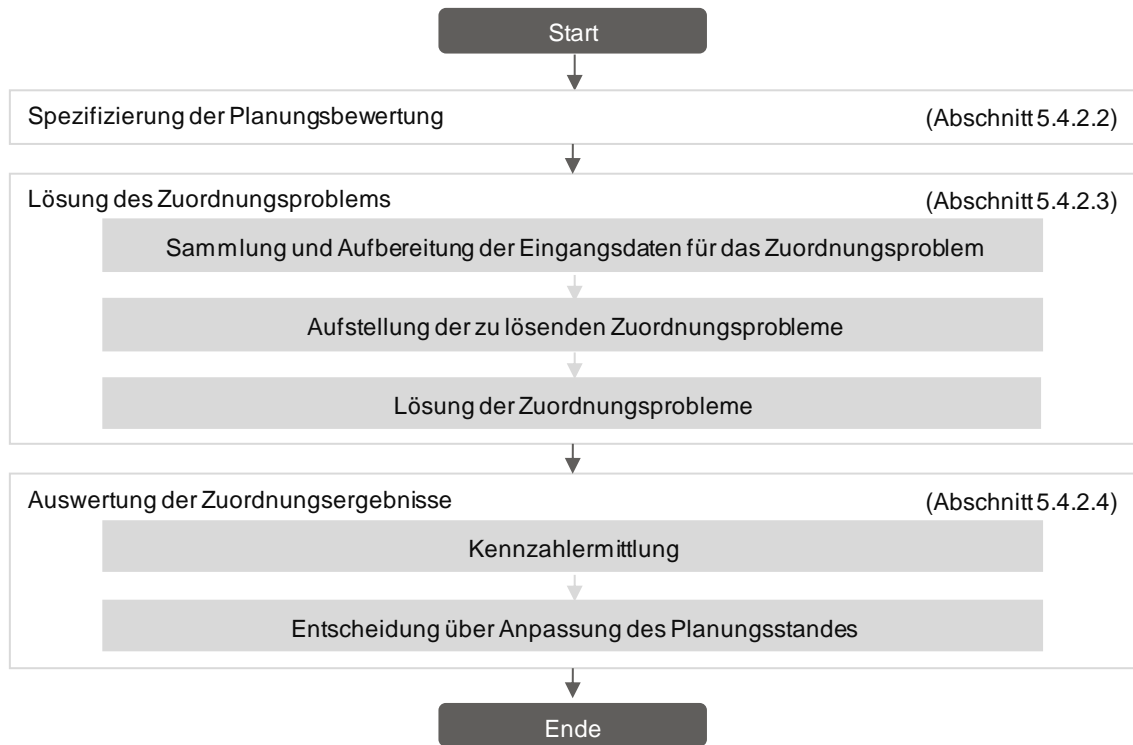 Start
Spezifizierung der Planungsbewertung (Abschnitt 5.4.2.2)
Lösung des Zuordnungsproblems (Abschnitt 5.4.2.3)
Sammlung und Aufbereitung der Eingangsdaten für das Zuordnungsproblem
Aufstellung der zu lösenden Zuordnungsprobleme
Lösung der Zuordnungsprobleme
Auswertung der Zuordnungsergebnisse (Abschnitt 5.4.2.4)
Kennzahlermittlung
Entscheidung über Anpassung des Planungsstandes
Ende